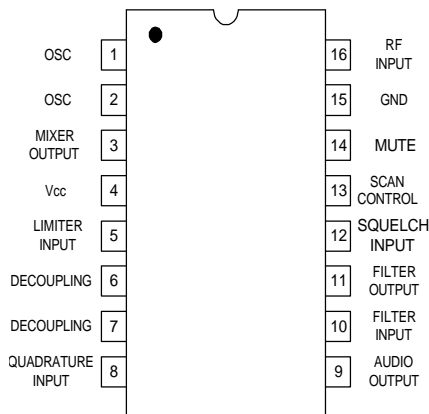 OSC 1
OSC 2
MIXER
OUTPUT 3
Vcc 4
LIMITER
INPUT 5
DECOUPLING 6
DECOUPLING 7
QUADRATURE
INPUT 8
16 RF
INPUT
15 GND
14 MUTE
13 SCAN
CONTROL
12 SQUELCH
INPUT
11 FILTER
OUTPUT
10 FILTER
INPUT
9 AUDIO
OUTPUT